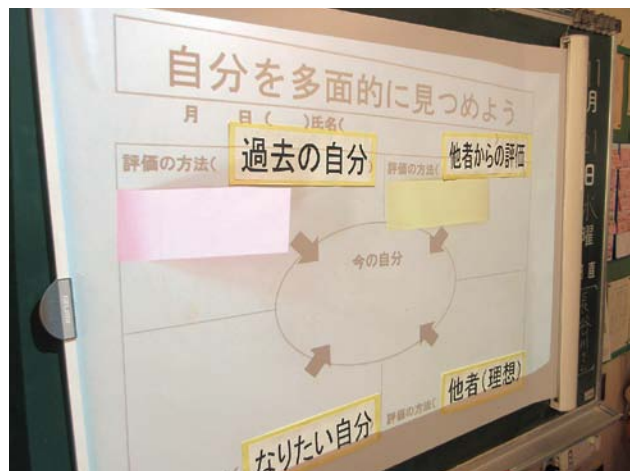 自分を多面的に見つめよう
月 日( )氏名(
評価の方法( 過去の自分 )
評価の方法( 他者からの評価
今の自分
評価の方法( 他者(理想)
なりたい自分
月
日
水
曜
直